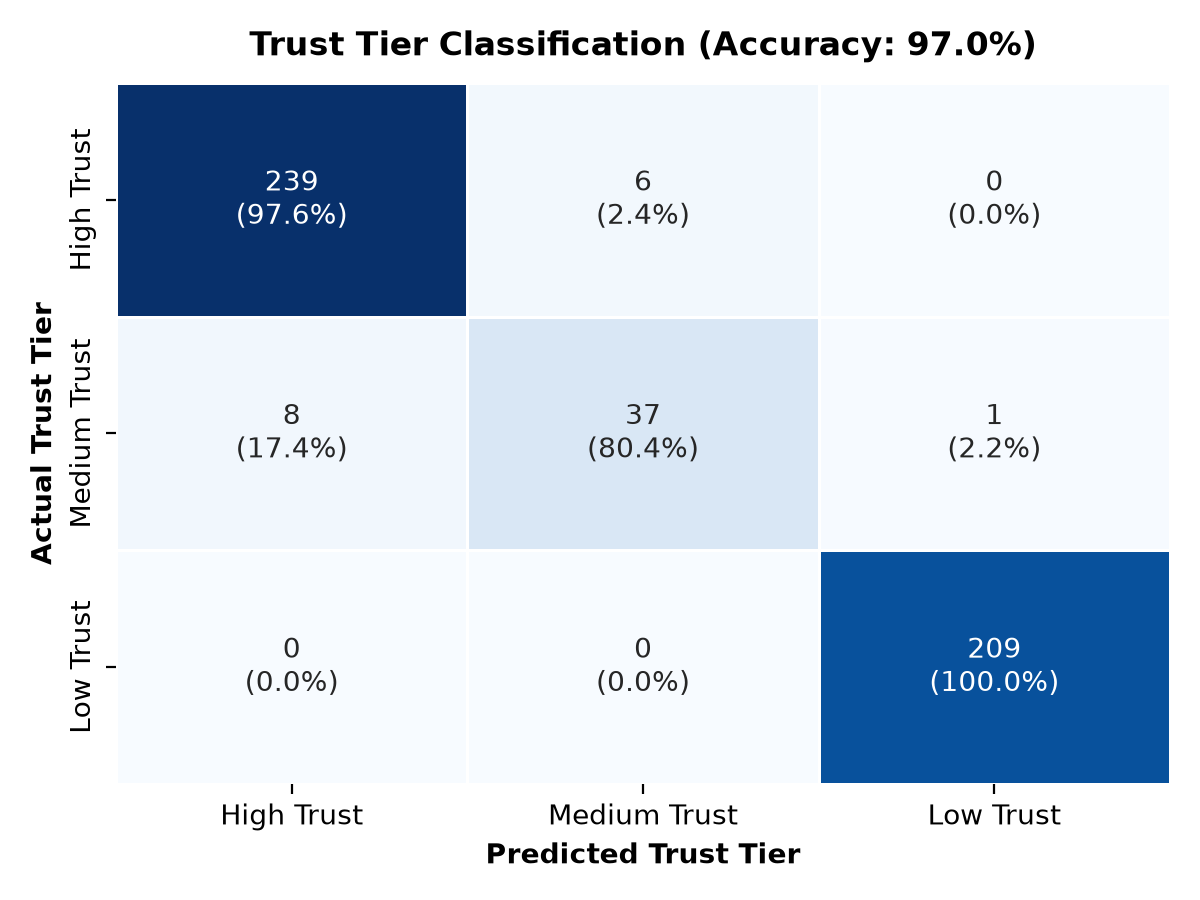 Trust Tier Classification (Accuracy: 97.0%)
Actual Trust Tier
High Trust
239
(97.6%)
6
(2.4%)
0
(0.0%)
Medium Trust
8
(17.4%)
37
(80.4%)
1
(2.2%)
Low Trust
0
(0.0%)
0
(0.0%)
209
(100.0%)
High Trust
Medium Trust
Low Trust
Predicted Trust Tier